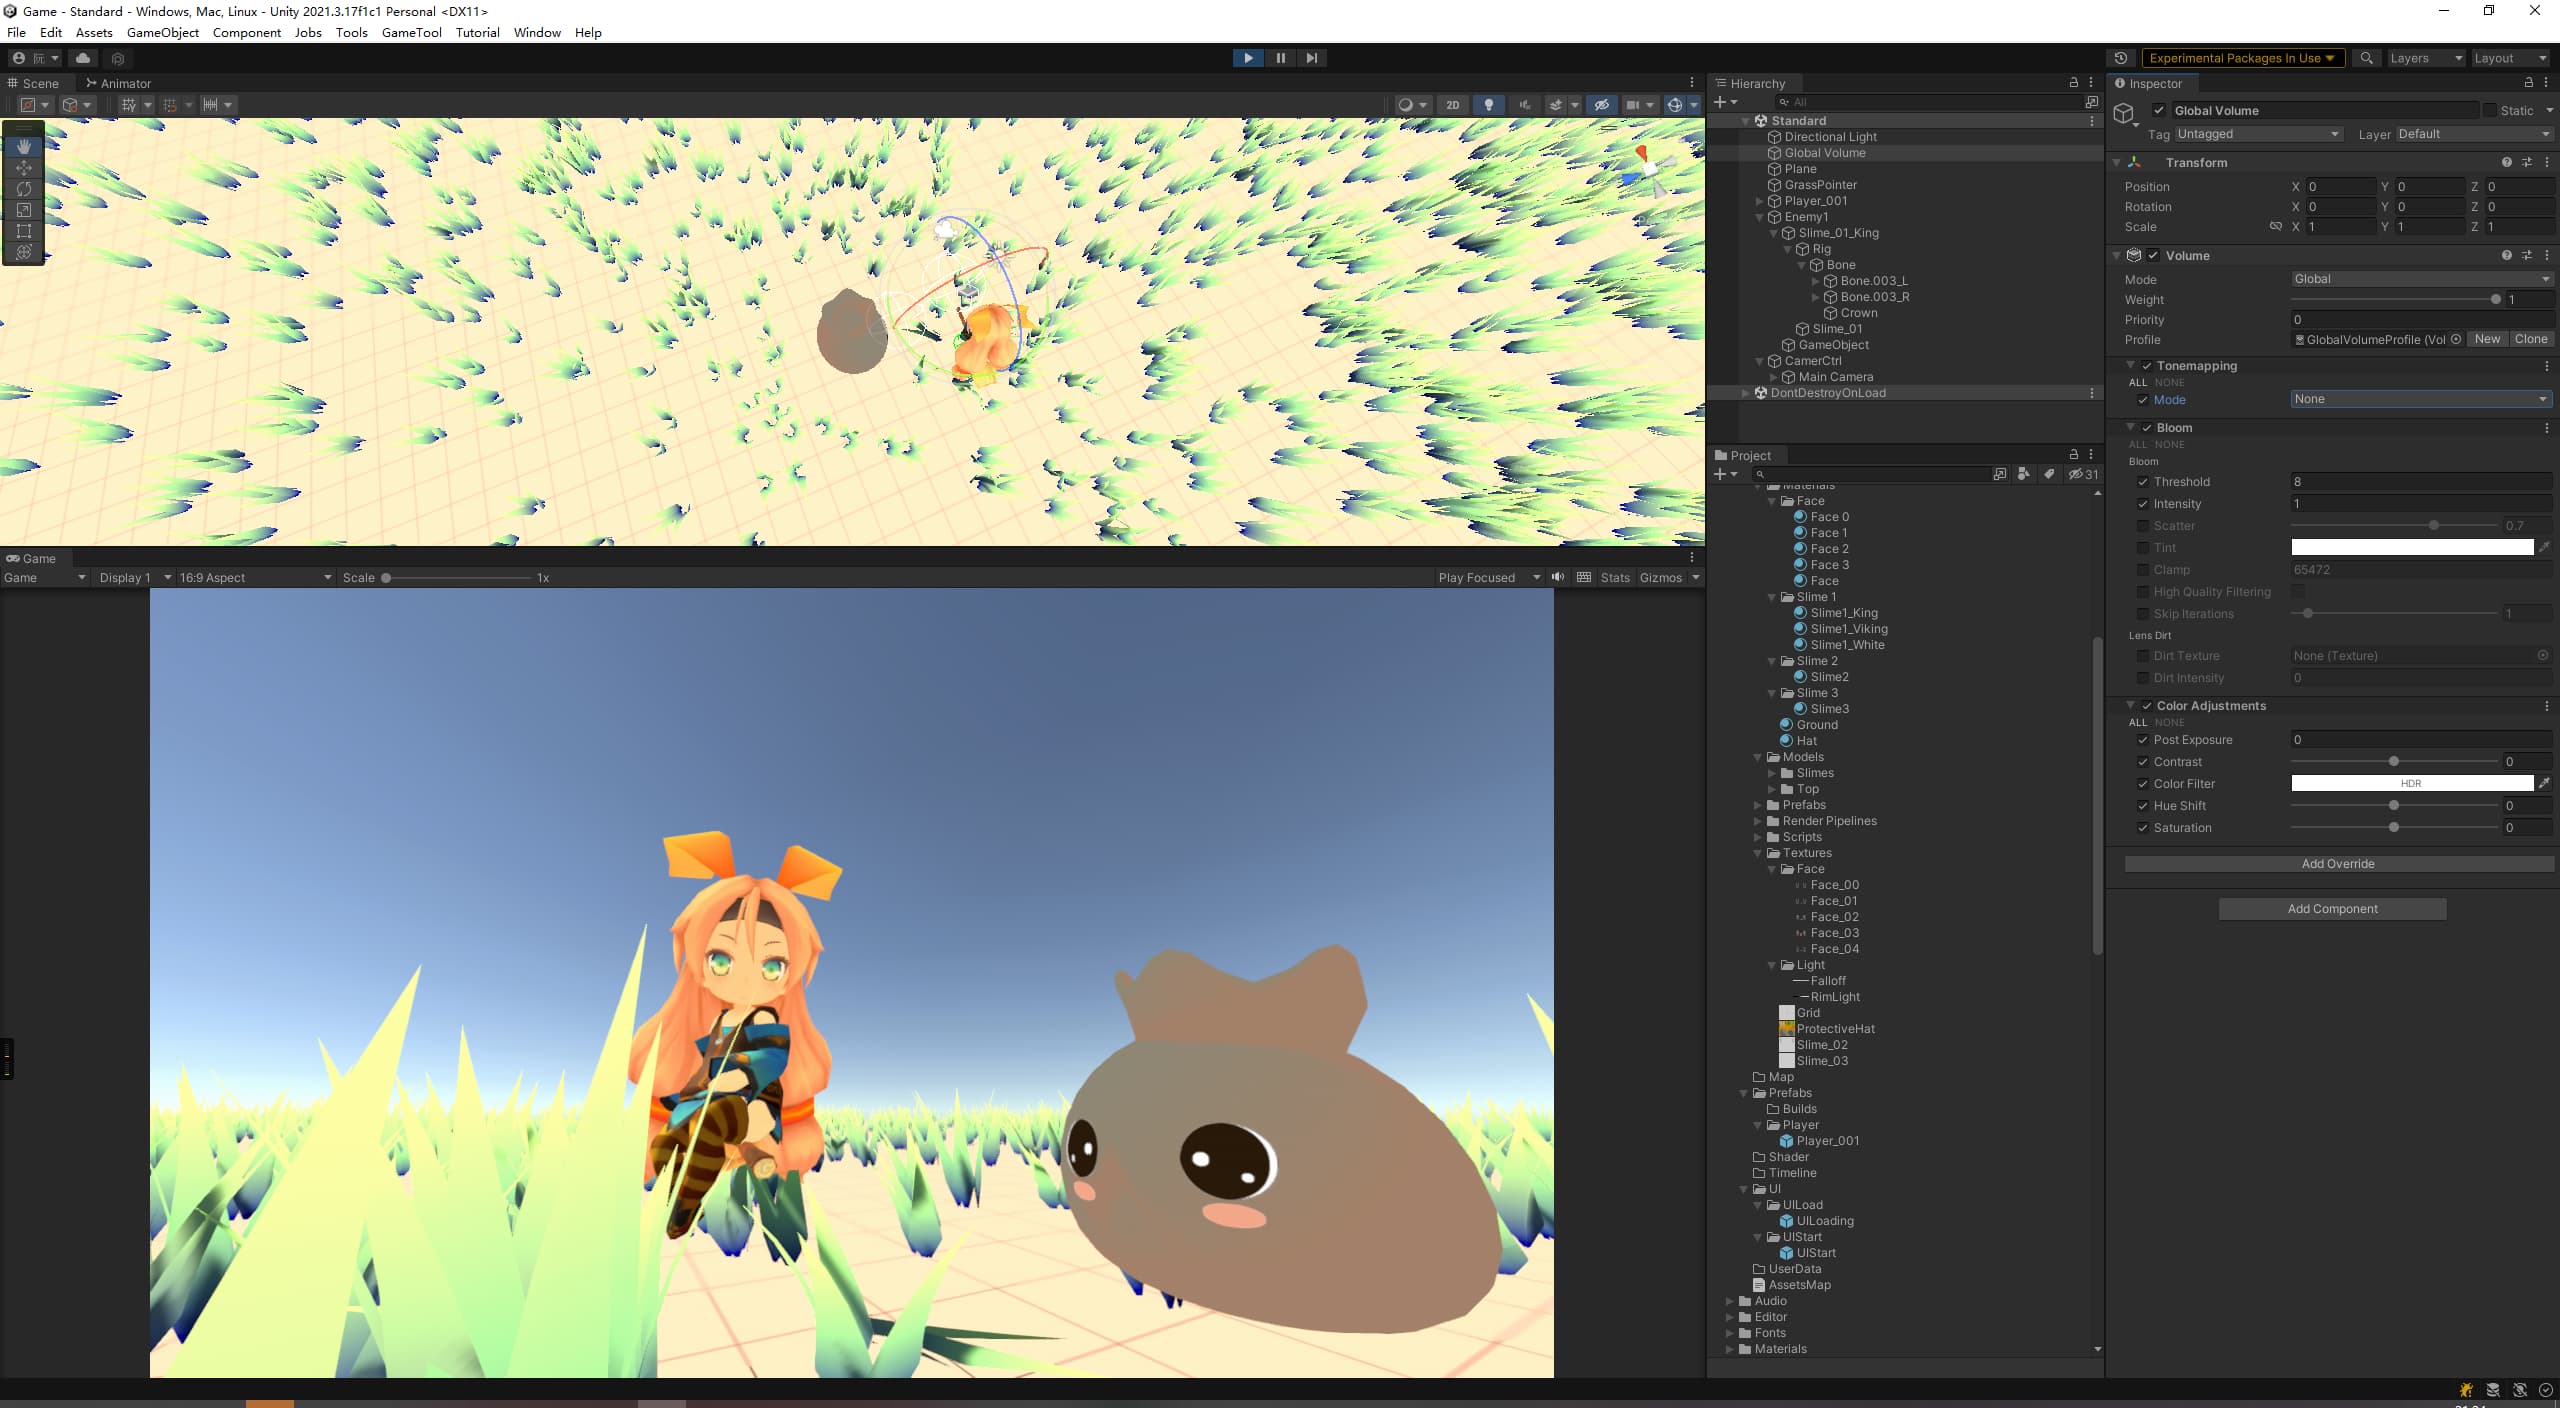 Game - Standard - Windows, Mac, Linux - Unity 2021.3.17f1c1 Personal <DX11>
File Edit Assets GameObject Component Jobs Tools GameTool Tutorial Window Help
Experimental Packages In Use Layers Layout
Scene Animator
2D
Game
Game Display 1 16:9 Aspect Scale 1x Play Focused Stats Gizmos
Hierarchy
All
Standard
Directional Light
Global Volume
Plane
GrassPointer
Player_001
Enemy1
Slime_01_King
Rig
Bone
Bone.003_L
Bone.003_R
Crown
Slime_01
GameObject
CamerCtrl
Main Camera
DontDestroyOnLoad
Project
31
Materials
Face
Face 0
Face 1
Face 2
Face 3
Face
Slime 1
Slime1_King
Slime1_Viking
Slime1_White
Slime 2
Slime2
Slime 3
Slime3
Ground
Hat
Models
Slimes
Top
Prefabs
Render Pipelines
Scripts
Textures
Face
Face_00
Face_01
Face_02
Face_03
Face_04
Light
Falloff
RimLight
Grid
ProtectiveHat
Slime_02
Slime_03
Map
Prefabs
Builds
Player
Player_001
Shader
Timeline
UI
UILoad
UILoading
UIStart
UIStart
UserData
AssetsMap
Audio
Editor
Fonts
Materials
Inspector
Global Volume Static
Tag Untagged Layer Default
Transform
Position X 0 Y 0 Z 0
Rotation X 0 Y 0 Z 0
Scale X 1 Y 1 Z 1
Volume
Mode Global
Weight 1
Priority 0
Profile GlobalVolumeProfile (Vol New Clone
Tonemapping
ALL NONE
Mode None
Bloom
ALL NONE
Bloom
Threshold 8
Intensity 1
Scatter 0.7
Tint
Clamp 65472
High Quality Filtering
Skip Iterations 1
Lens Dirt
Dirt Texture None (Texture)
Dirt Intensity 0
Color Adjustments
ALL NONE
Post Exposure 0
Contrast 0
Color Filter HDR
Hue Shift 0
Saturation 0
Add Override
Add Component